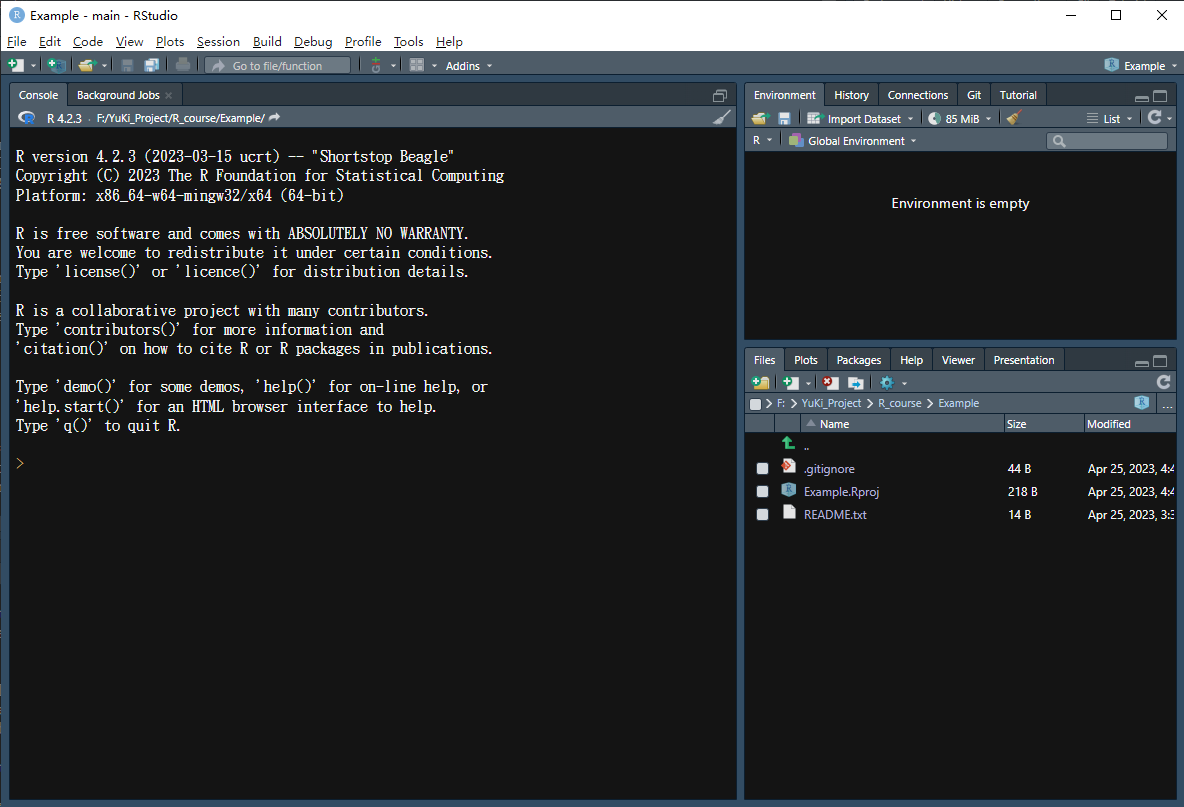 Example - main - RStudio
File Edit Code View Plots Session Build Debug Profile Tools Help
Go to file/function Addins Example
Console Background Jobs
R 4.2.3 · F:/YuKi_Project/R_course/Example/
R version 4.2.3 (2023-03-15 ucrt) -- "Shortstop Beagle"
Copyright (C) 2023 The R Foundation for Statistical Computing
Platform: x86_64-w64-mingw32/x64 (64-bit)
R is free software and comes with ABSOLUTELY NO WARRANTY.
You are welcome to redistribute it under certain conditions.
Type 'license()' or 'licence()' for distribution details.
R is a collaborative project with many contributors.
Type 'contributors()' for more information and
'citation()' on how to cite R or R packages in publications.
Type 'demo()' for some demos, 'help()' for on-line help, or
'help.start()' for an HTML browser interface to help.
Type 'q()' to quit R.
>
Environment History Connections Git Tutorial
Import Dataset 85 MiB List
R Global Environment
Environment is empty
Files Plots Packages Help Viewer Presentation
F: YuKi_Project R_course Example ...
Name Size Modified
..
.gitignore 44 B Apr 25, 2023, 4:4
Example.Rproj 218 B Apr 25, 2023, 4:4
README.txt 14 B Apr 25, 2023, 3:3